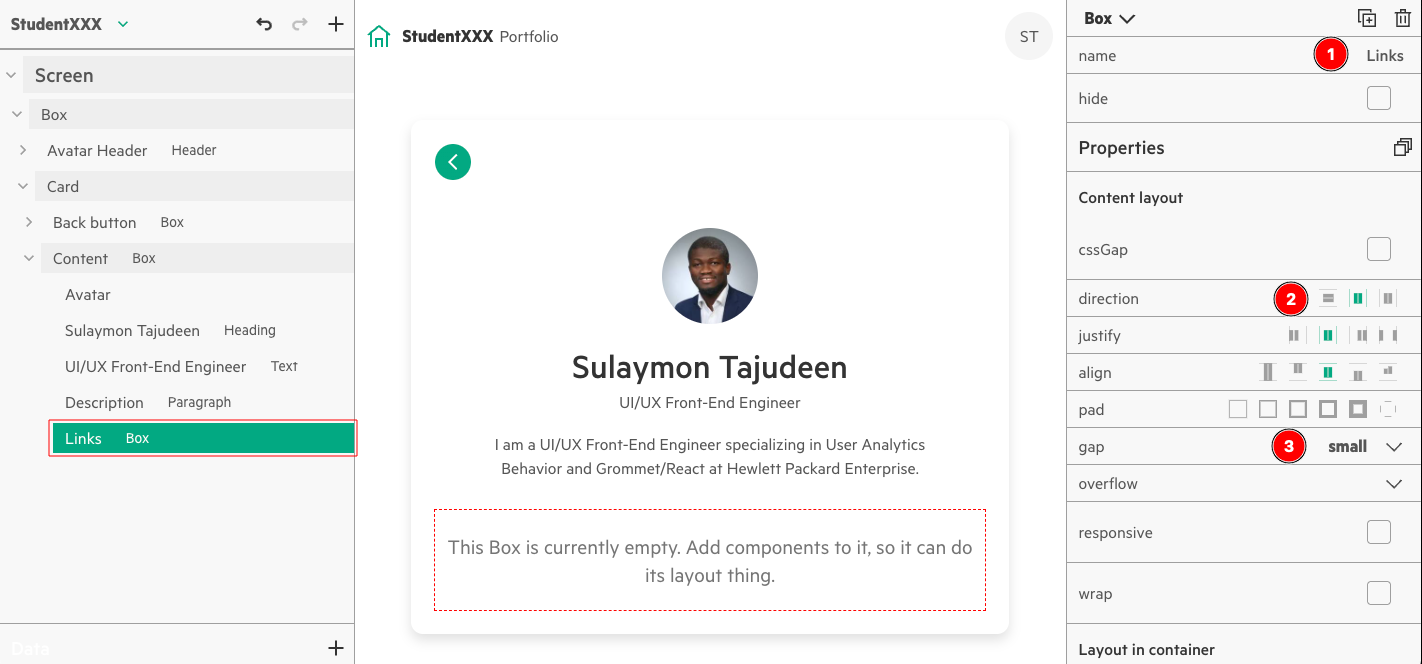 StudentXXX
Screen
Box
Avatar Header Header
Card
Back button Box
Content Box
Avatar
Sulaymon Tajudeen Heading
UI/UX Front-End Engineer Text
Description Paragraph
Links Box
Data
StudentXXX Portfolio
ST
Sulaymon Tajudeen
UI/UX Front-End Engineer
I am a UI/UX Front-End Engineer specializing in User Analytics
Behavior and Grommet/React at Hewlett Packard Enterprise.
This Box is currently empty. Add components to it, so it can do
its layout thing.
Box
name 1 Links
hide
Properties
Content layout
cssGap
direction 2
justify
align
pad
gap 3 small
overflow
responsive
wrap
Layout in container